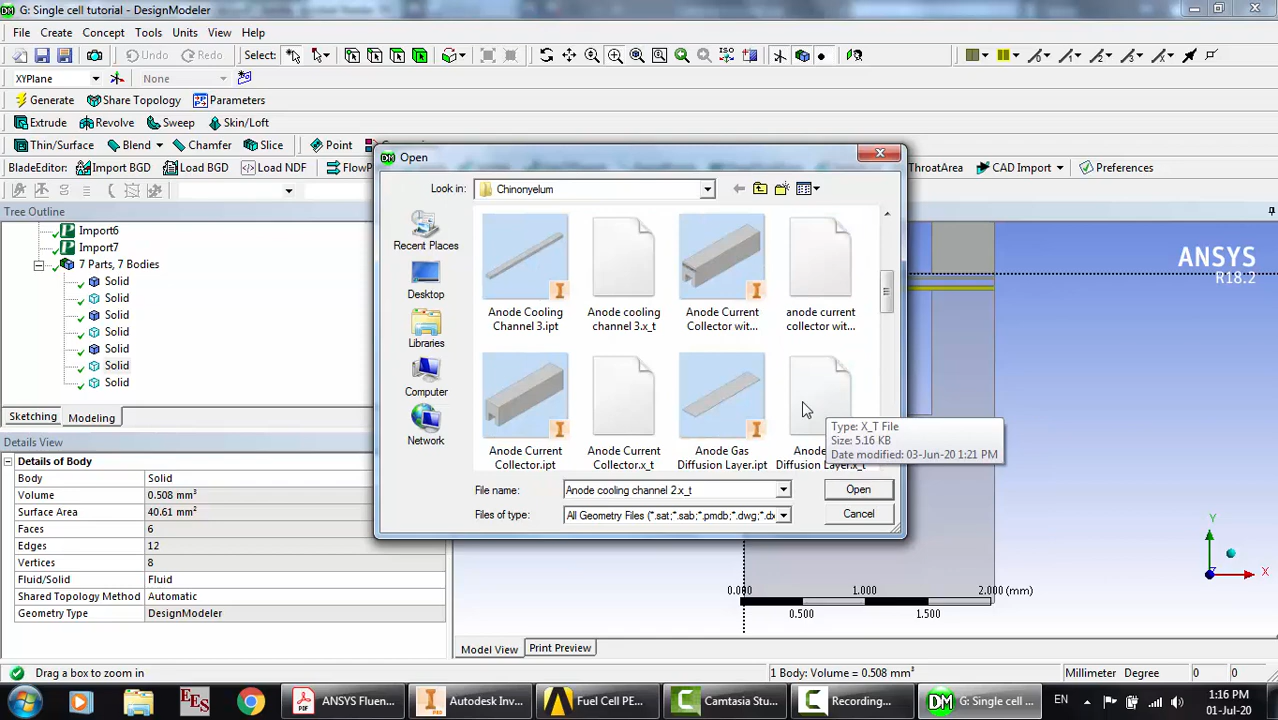 G: Single cell tutorial - DesignModeler
File Create Concept Tools Units View Help
Undo Redo Select:
XYPlane None
Generate Share Topology Parameters
Extrude Revolve Sweep Skin/Loft
Thin/Surface Blend Chamfer Slice Point
BladeEditor: Import BGD Load BGD Load NDF ThroatArea CAD Import Preferences
Tree Outline
Import6
Import7
7 Parts, 7 Bodies
Solid
Solid
Solid
Solid
Solid
Solid
Solid
Sketching Modeling
Details View
Details of Body
Body Solid
Volume 0.508 mm³
Surface Area 40.61 mm²
Faces 6
Edges 12
Vertices 8
Fluid/Solid Fluid
Shared Topology Method Automatic
Geometry Type DesignModeler
DM Open
Look in: Chinonyelum
Recent Places
Desktop
Libraries
Computer
Network
Anode Cooling
Channel 3.ipt
Anode cooling
channel 3.x_t
Anode Current
Collector wit...
anode current
collector wit...
Anode Current
Collector.ipt
Anode Current
Collector.x_t
Anode Gas
Diffusion Layer.ipt
Type: X_T File
Size: 5.16 KB
Date modified: 03-Jun-20 1:21 PM
File name: Anode cooling channel 2.x_t Open
Files of type: All Geometry Files (*.sat;*.sab;*.pmdb;*.dwg;*.dx Cancel
ANSYS
R18.2
Y
X
0.000 1.000 2.000 (mm)
0.500 1.500
Model View Print Preview
Drag a box to zoom in 1 Body: Volume = 0.508 mm³ Millimeter Degree 0 0
EES ANSYS Fluen... Autodesk Inv... Fuel Cell PE... Camtasia Stu... Recording... DM G: Single cell ... EN 1:16 PM
01-Jul-20